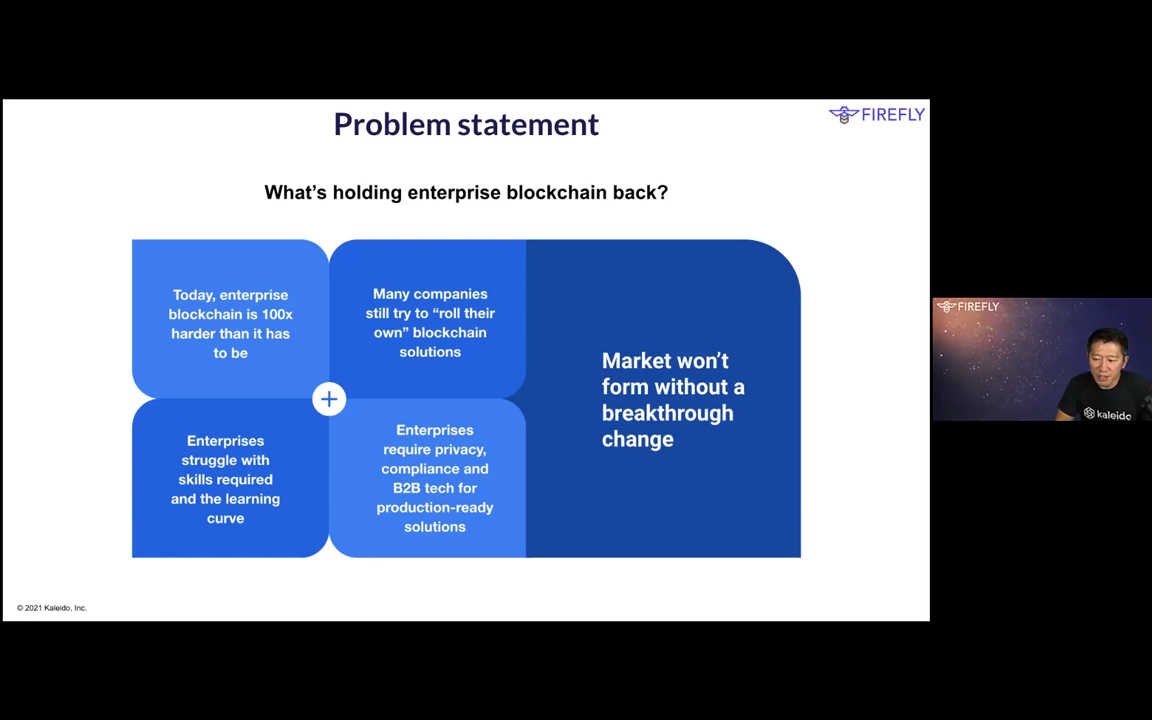 Problem statement
FIREFLY
What’s holding enterprise blockchain back?
Today, enterprise
blockchain is 100x
harder than it has
to be
Many companies
still try to “roll their
own” blockchain
solutions
Enterprises
struggle with
skills required
and the learning
curve
Enterprises
require privacy,
compliance and
B2B tech for
production-ready
solutions
Market won’t
form without a
breakthrough
change
© 2021 Kaleido, Inc.
FIREFLY
kaleido